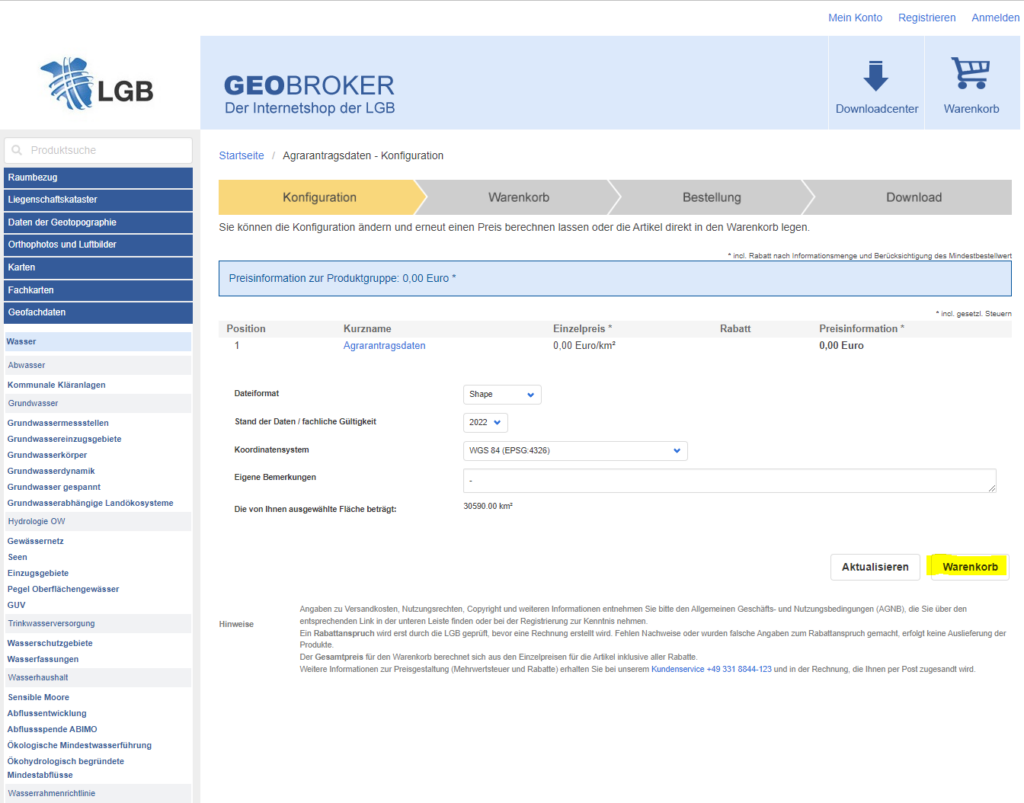 Mein Konto Registrieren Anmelden
LGB
GEOBROKER
Der Internetshop der LGB
Downloadcenter
Warenkorb
Produktsuche
Raumbezug
Liegenschaftskataster
Daten der Geotopographie
Orthophotos und Luftbilder
Karten
Fachkarten
Geofachdaten
Wasser
Abwasser
Kommunale Kläranlagen
Grundwasser
Grundwassermessstellen
Grundwassereinzugsgebiete
Grundwasserkörper
Grundwasserdynamik
Grundwasser gespannt
Grundwasserabhängige Landökosysteme
Hydrologie OW
Gewässernetz
Seen
Einzugsgebiete
Pegel Oberflächengewässer
GUV
Trinkwasserversorgung
Wasserschutzgebiete
Wasserfassungen
Wasserhaushalt
Sensible Moore
Abflussentwicklung
Abflussspende ABIMO
Ökologische Mindestwasserführung
Ökohydrologisch begründete
Mindestabflüsse
Wasserrahmenrichtlinie
Startseite / Agrarantragsdaten - Konfiguration
Konfiguration Warenkorb Bestellung Download
Sie können die Konfiguration ändern und erneut einen Preis berechnen lassen oder die Artikel direkt in den Warenkorb legen.
* incl. Rabatt nach Informationsmenge und Berücksichtigung des Mindestbestellwert
Preisinformation zur Produktgruppe: 0,00 Euro *
* incl. gesetzl. Steuern
Position Kurzname Einzelpreis * Rabatt Preisinformation *
1 Agrarantragsdaten 0,00 Euro/km² 0,00 Euro
Dateiformat Shape
Stand der Daten / fachliche Gültigkeit 2022
Koordinatensystem WGS 84 (EPSG:4326)
Eigene Bemerkungen -
Die von Ihnen ausgewählte Fläche beträgt: 30590.00 km²
Aktualisieren Warenkorb
Hinweise
Angaben zu Versandkosten, Nutzungsrechten, Copyright und weiteren Informationen entnehmen Sie bitte den Allgemeinen Geschäfts- und Nutzungsbedingungen (AGNB), die Sie über den
entsprechenden Link in der unteren Leiste finden oder bei der Registrierung zur Kenntnis nehmen.
Ein Rabattanspruch wird erst durch die LGB geprüft, bevor eine Rechnung erstellt wird. Fehlen Nachweise oder wurden falsche Angaben zum Rabattanspruch gemacht, erfolgt keine Auslieferung der
Produkte.
Der Gesamtpreis für den Warenkorb berechnet sich aus den Einzelpreisen für die Artikel inklusive aller Rabatte.
Weitere Informationen zur Preisgestaltung (Mehrwertsteuer und Rabatte) erhalten Sie bei unserem Kundenservice +49 331 8844-123 und in der Rechnung, die Ihnen per Post zugesandt wird.